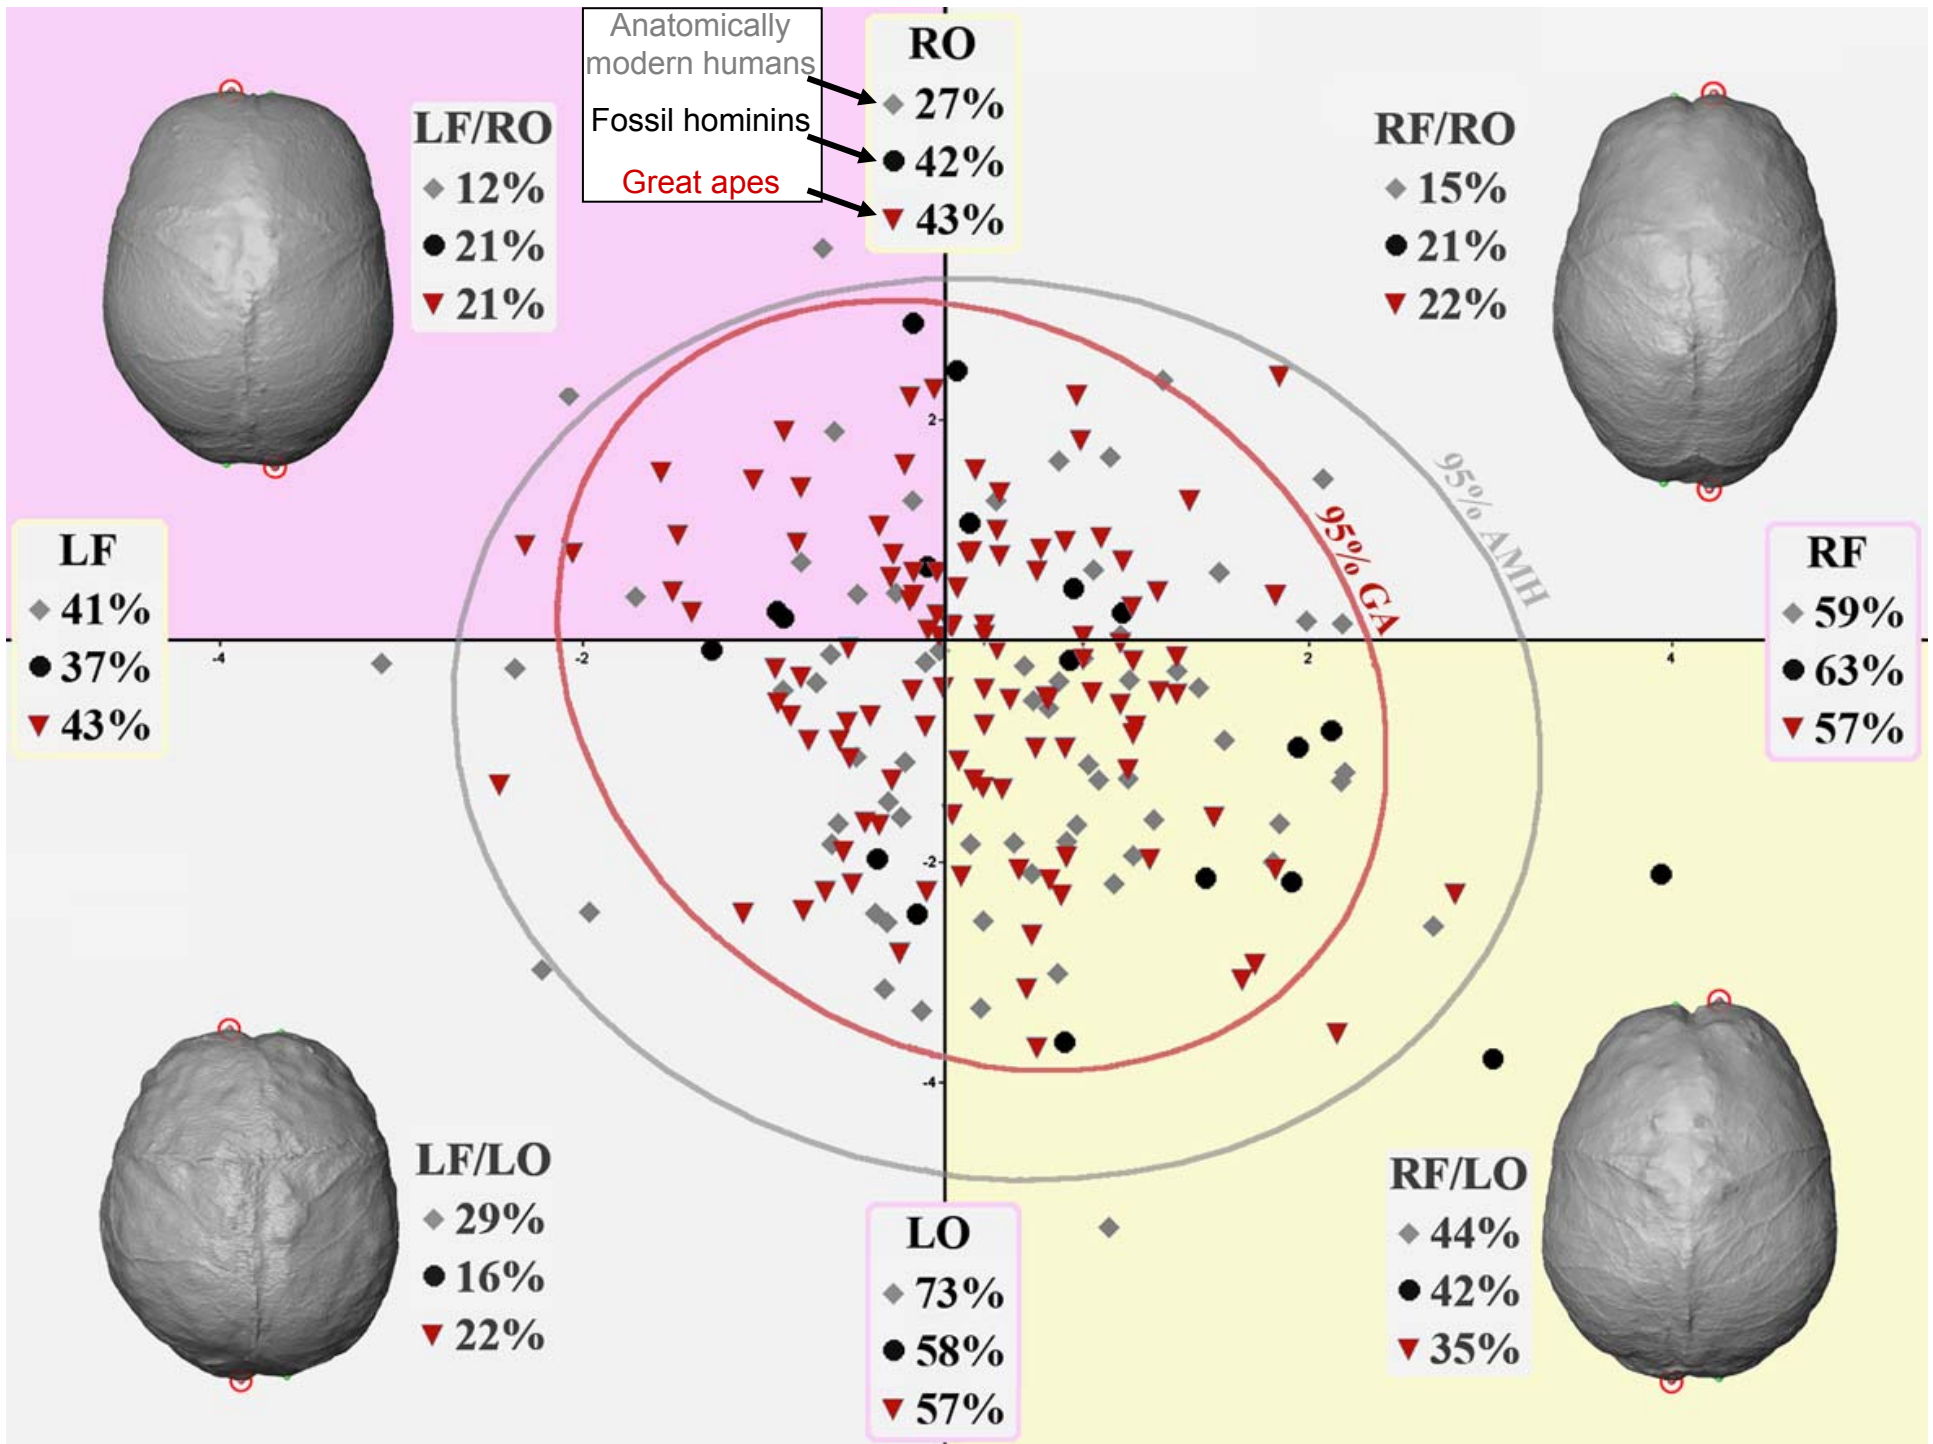 Anatomically
modern humans
Fossil hominins
Great apes
RO
27%
42%
43%
LF/RO
12%
21%
21%
RF/RO
15%
21%
22%
LF
41%
37%
43%
RF
59%
63%
57%
95% AMH
95% GA
2
-4
-2
2
4
-2
-4
LF/LO
29%
16%
22%
LO
73%
58%
57%
RF/LO
44%
42%
35%